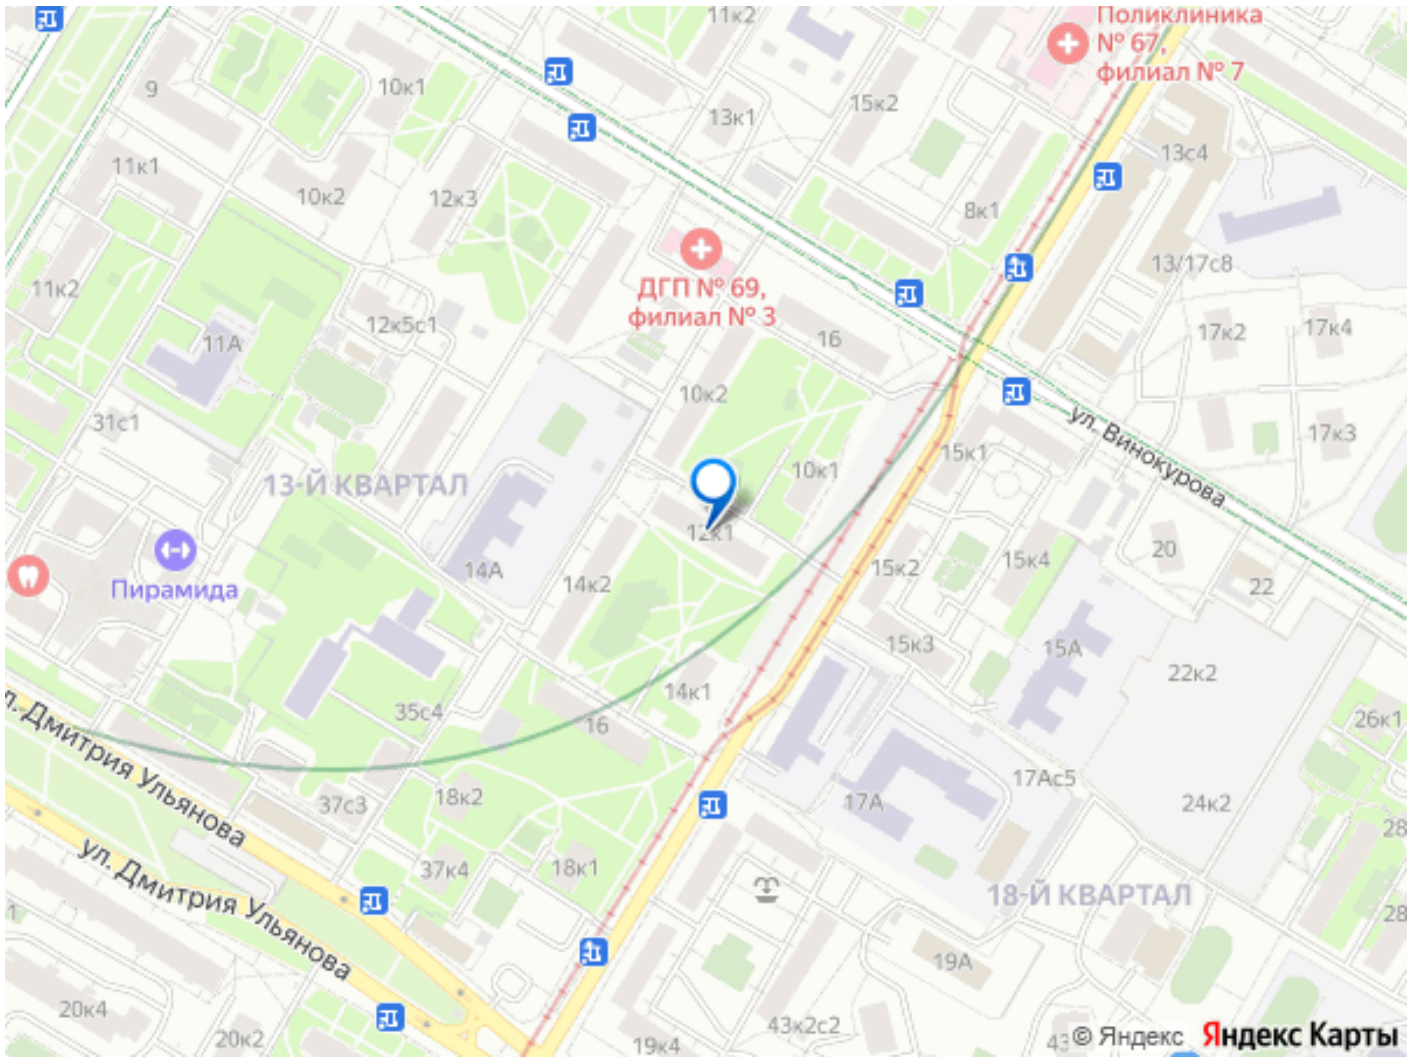 11к2
Поликлиника
№ 67,
филиал № 7
9
10к1
15к2
13к1
13с4
11к1
10к2
12к3
8к1
13/17с8
ДГП № 69,
филиал № 3
11к2
12к5с1
11А
16
17к2
17к4
10к2
31с1
ул. Винокурова
17к3
15к1
13-Й КВАРТАЛ
10к1
12к1
20
Пирамида
14А
14к2
15к2
15к4
22
15к3
15А
22к2
14к1
35с4
16
26к1
л. Дмитрия Ульянова
17Ас5
18к2
37с3
17А
24к2
28
ул. Дмитрия Ульянова
37к4
18к1
18-Й КВАРТАЛ
1
28
19А
20к4
20к2
19к4
43к2с2
43
© Яндекс Яндекс Карты